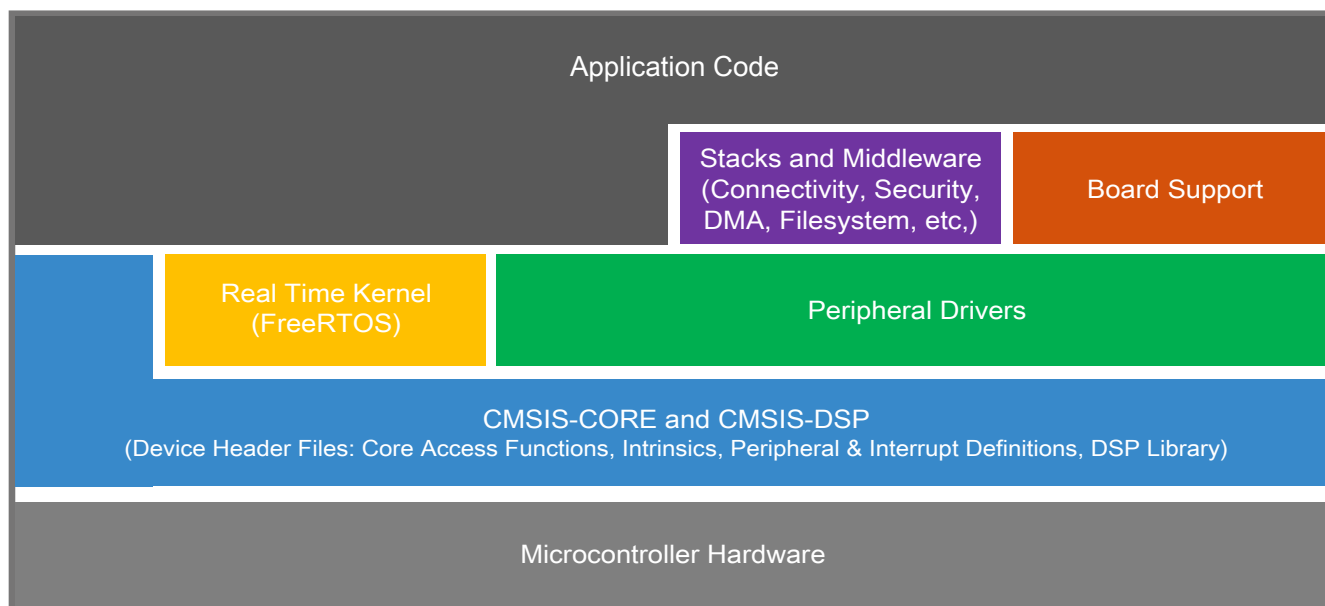 Application Code
Stacks and Middleware
(Connectivity, Security,
DMA, Filesystem, etc,)
Board Support
Real Time Kernel
(FreeRTOS)
Peripheral Drivers
CMSIS-CORE and CMSIS-DSP
(Device Header Files: Core Access Functions, Intrinsics, Peripheral & Interrupt Definitions, DSP Library)
Microcontroller Hardware